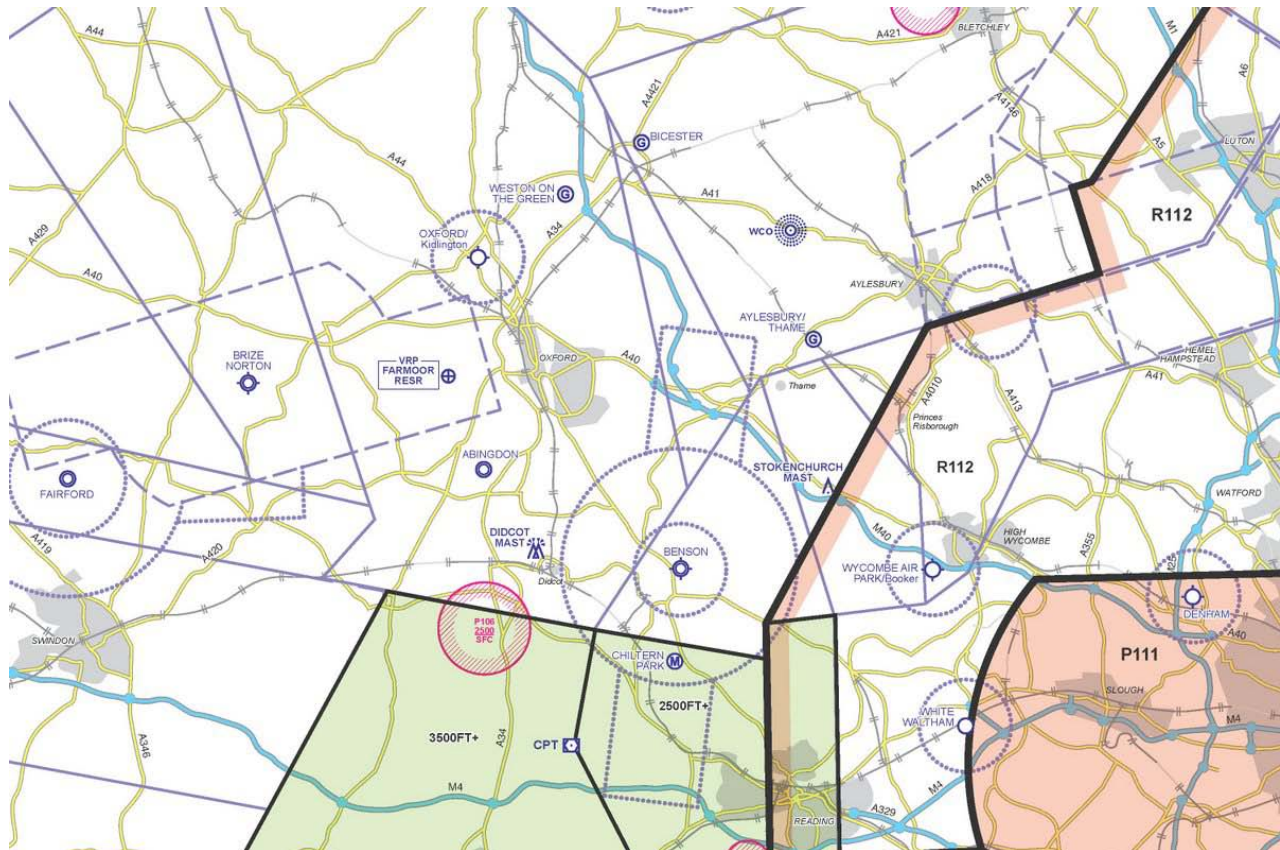 A44
A421
BLETCHLEY
M1
A6
A4421
A4146
A5
LUTON
BICESTER
A44
WESTON ON
THE GREEN
A41
A418
R112
A429
OXFORD/
Kidlington
A34
WCO
A40
AYLESBURY
AYLESBURY/
THAME
BRIZE
NORTON
VRP
FARMOOR
RESR
OXFORD
A40
Thame
HEMEL
HAMPSTEAD
A41
A4010
A413
Princes
Risborough
ABINGDON
STOKENCHURCH
MAST
R112
FAIRFORD
WATFORD
A419
A420
DIDCOT
MAST
Didcot
BENSON
M40
HIGH
WYCOMBE
A355
M25
WYCOMBE AIR
PARK/Booker
DENHAM
P106
2500
SFC
SWINDON
A40
CHILTERN
PARK
P111
SLOUGH
2500FT+
WHITE
WALTHAM
3500FT+
A34
CPT
M4
A346
M4
M4
A329
READING